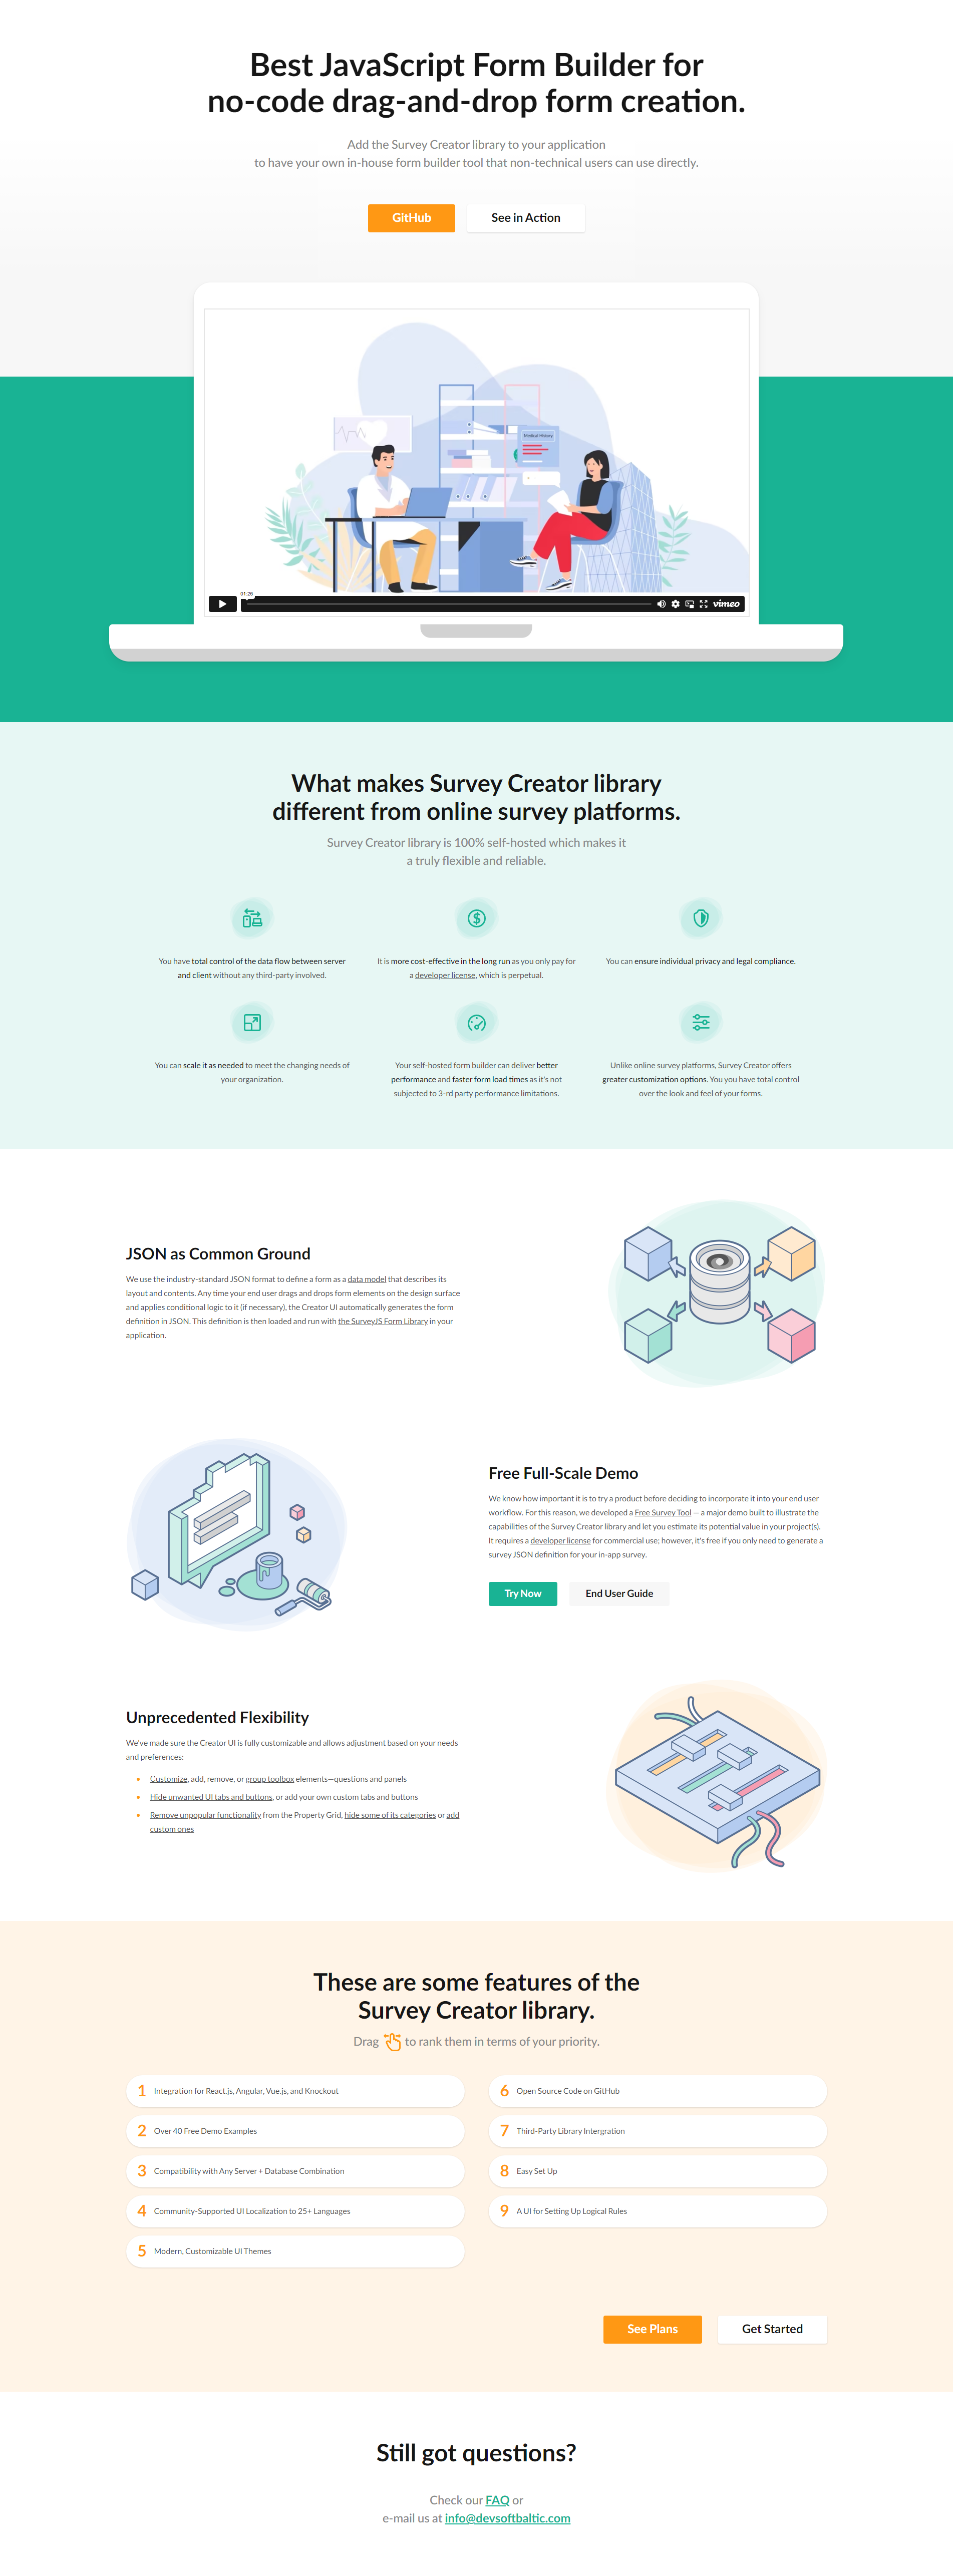 Best JavaScript Form Builder for
no-code drag-and-drop form creation.
Add the Survey Creator library to your application
to have your own in-house form builder tool that non-technical users can use directly.
GitHub
See in Action
Medical History
01:26
vimeo
What makes Survey Creator library
different from online survey platforms.
Survey Creator library is 100% self-hosted which makes it
a truly flexible and reliable.
You have total control of the data flow between server
and client without any third-party involved.
It is more cost-effective in the long run as you only pay for
a developer license, which is perpetual.
You can ensure individual privacy and legal compliance.
You can scale it as needed to meet the changing needs of
your organization.
Your self-hosted form builder can deliver better
performance and faster form load times as it's not
subjected to 3-rd party performance limitations.
Unlike online survey platforms, Survey Creator offers
greater customization options. You you have total control
over the look and feel of your forms.
JSON as Common Ground
We use the industry-standard JSON format to define a form as a data model that describes its
layout and contents. Any time your end user drags and drops form elements on the design surface
and applies conditional logic to it (if necessary), the Creator UI automatically generates the form
definition in JSON. This definition is then loaded and run with the SurveyJS Form Library in your
application.
Free Full-Scale Demo
We know how important it is to try a product before deciding to incorporate it into your end user
workflow. For this reason, we developed a Free Survey Tool — a major demo built to illustrate the
capabilities of the Survey Creator library and let you estimate its potential value in your project(s).
It requires a developer license for commercial use; however, it's free if you only need to generate a
survey JSON definition for your in-app survey.
Try Now
End User Guide
Unprecedented Flexibility
We've made sure the Creator UI is fully customizable and allows adjustment based on your needs
and preferences:
Customize, add, remove, or group toolbox elements—questions and panels
Hide unwanted UI tabs and buttons, or add your own custom tabs and buttons
Remove unpopular functionality from the Property Grid, hide some of its categories or add
custom ones
These are some features of the
Survey Creator library.
Drag to rank them in terms of your priority.
1 Integration for React.js, Angular, Vue.js, and Knockout
2 Over 40 Free Demo Examples
3 Compatibility with Any Server + Database Combination
4 Community-Supported UI Localization to 25+ Languages
5 Modern, Customizable UI Themes
6 Open Source Code on GitHub
7 Third-Party Library Intergration
8 Easy Set Up
9 A UI for Setting Up Logical Rules
See Plans
Get Started
Still got questions?
Check our FAQ or
e-mail us at info@devsoftbaltic.com